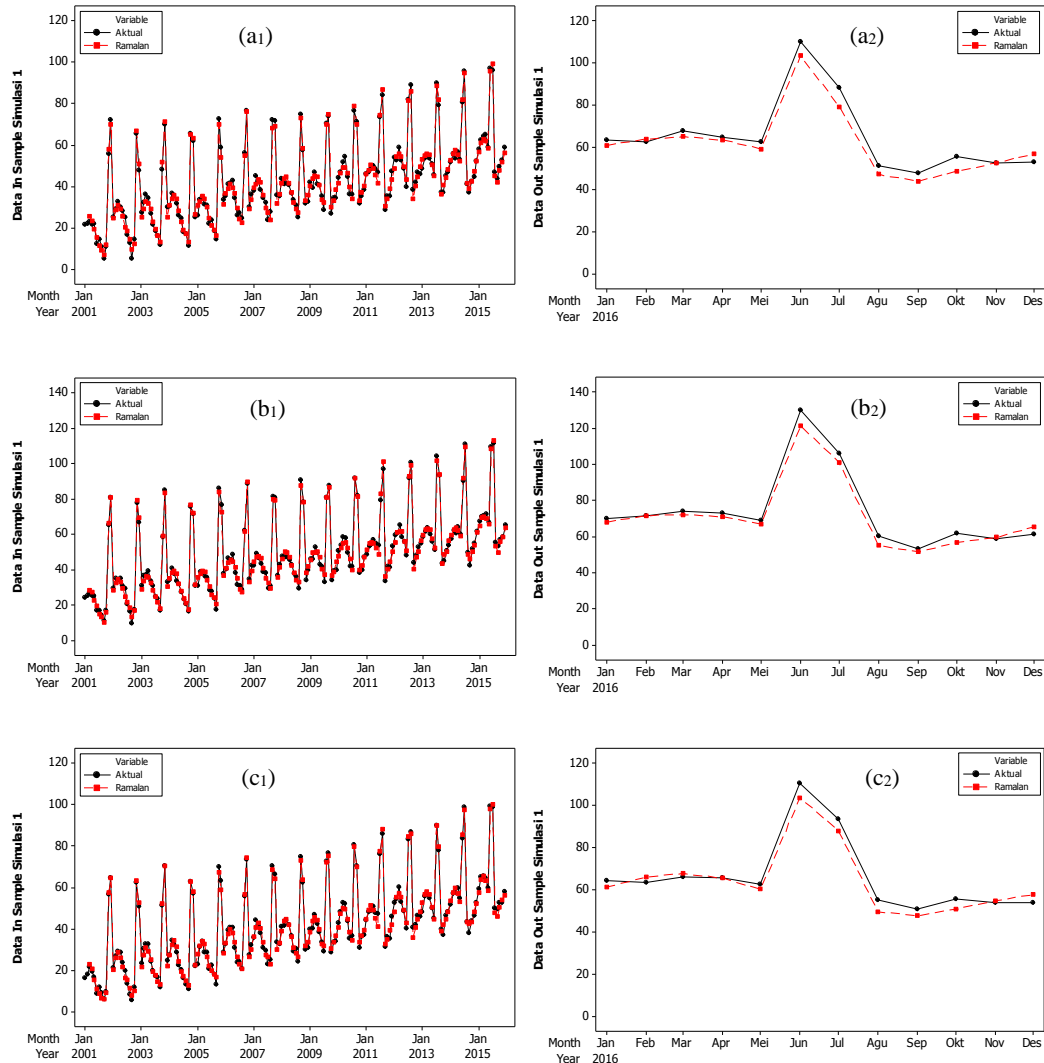 Data In Sample Simulasi 1
120
100
80
60
40
20
0
Variable
Aktual
Ramalan
(a1)
Month Jan Jan Jan Jan Jan Jan Jan Jan
Year 2001 2003 2005 2007 2009 2011 2013 2015
Data Out Sample Simulasi 1
120
100
80
60
40
20
0
Variable
Aktual
Ramalan
(a2)
Month Jan Feb Mar Apr Mei Jun Jul Agu Sep Okt Nov Des
Year 2016
Data In Sample Simulasi 1
140
120
100
80
60
40
20
0
Variable
Aktual
Ramalan
(b1)
Month Jan Jan Jan Jan Jan Jan Jan Jan
Year 2001 2003 2005 2007 2009 2011 2013 2015
Data Out Sample Simulasi 1
140
120
100
80
60
40
20
0
Variable
Aktual
Ramalan
(b2)
Month Jan Feb Mar Apr Mei Jun Jul Agu Sep Okt Nov Des
Year 2016
Data In Sample Simulasi 1
120
100
80
60
40
20
0
Variable
Aktual
Ramalan
(c1)
Month Jan Jan Jan Jan Jan Jan Jan Jan
Year 2001 2003 2005 2007 2009 2011 2013 2015
Data Out Sample Simulasi 1
120
100
80
60
40
20
0
Variable
Aktual
Ramalan
(c2)
Month Jan Feb Mar Apr Mei Jun Jul Agu Sep Okt Nov Des
Year 2016